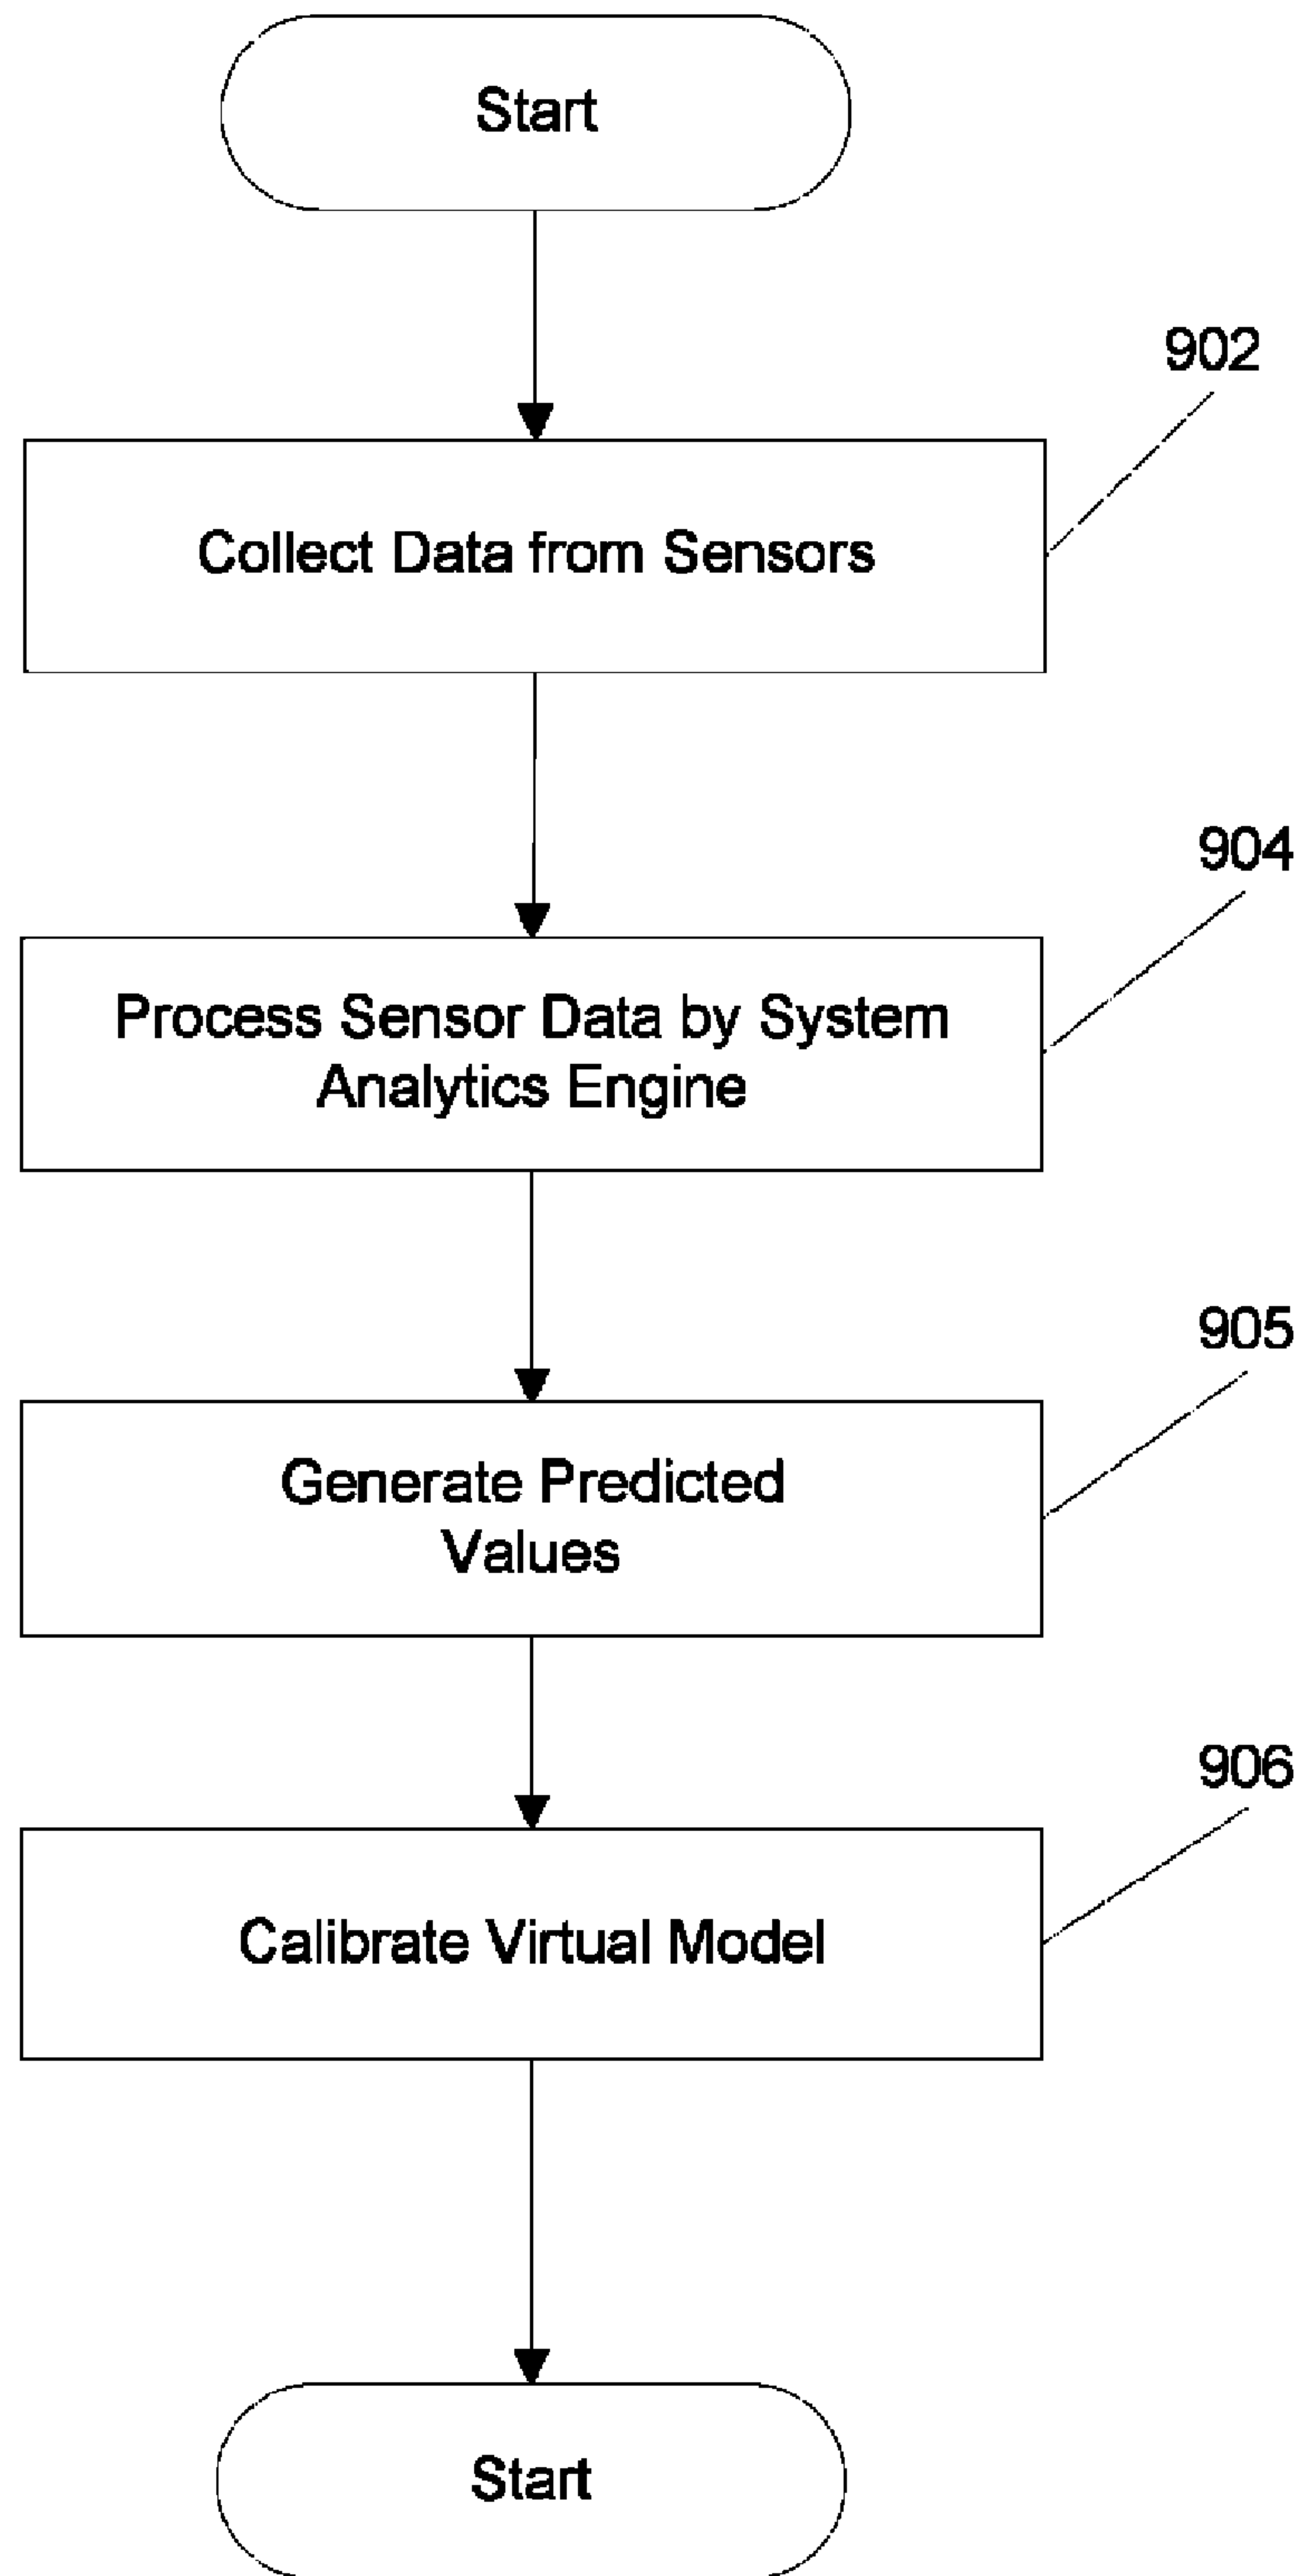 Start
902
Collect Data from Sensors
904
Process Sensor Data by System
Analytics Engine
905
Generate Predicted
Values
906
Calibrate Virtual Model
Start